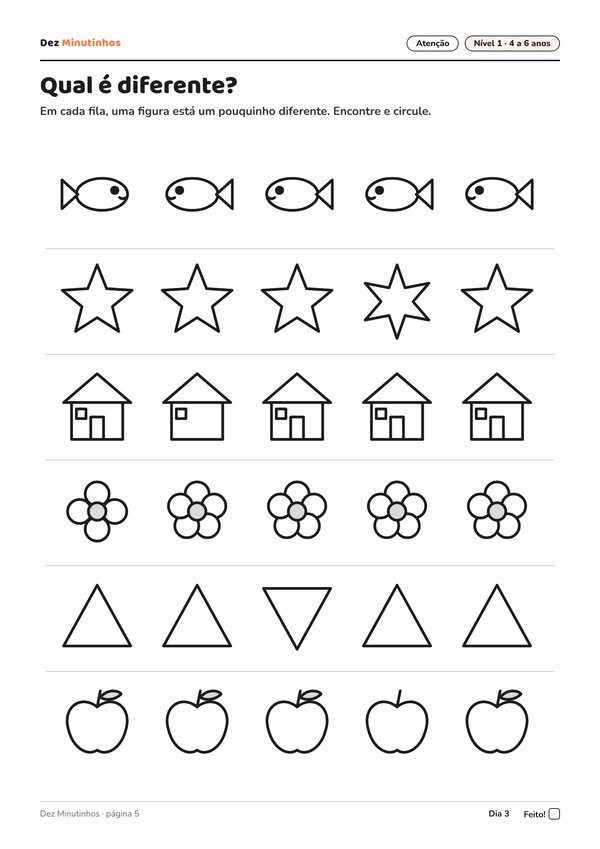 Dez Minutinhos
Atenção
Nível 1 · 4 a 6 anos
Qual é diferente?
Em cada fila, uma figura está um pouquinho diferente. Encontre e circule.
Dez Minutinhos · página 5
Dia 3
Feito!